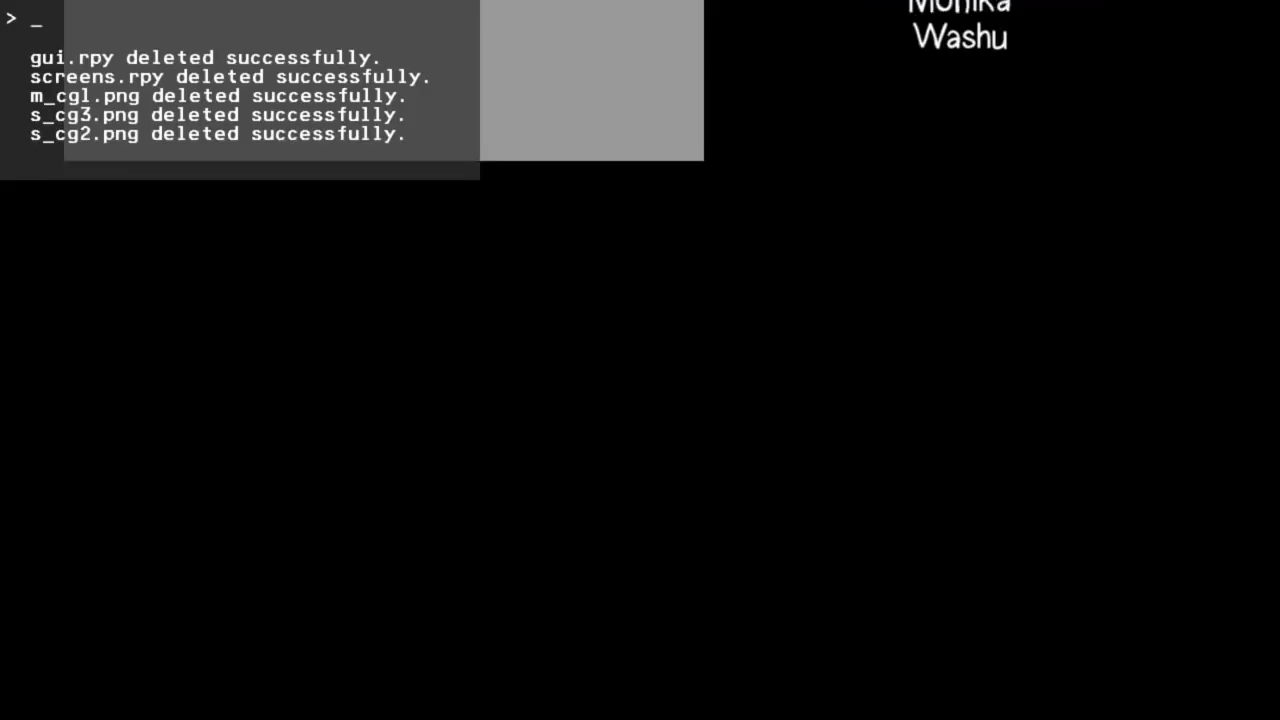 > _
gui.rpy deleted successfully.
screens.rpy deleted successfully.
m_cg1.png deleted successfully.
s_cg3.png deleted successfully.
s_cg2.png deleted successfully.
Monika
Washu